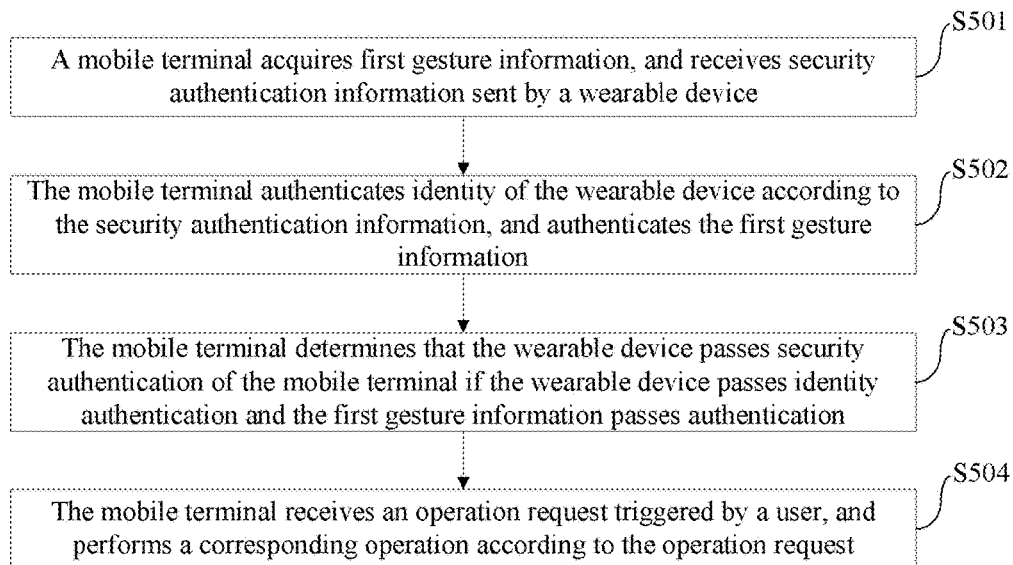 S501
A mobile terminal acquires first gesture information, and receives security
authentication information sent by a wearable device
S502
The mobile terminal authenticates identity of the wearable device according to
the security authentication information, and authenticates the first gesture
information
S503
The mobile terminal determines that the wearable device passes security
authentication of the mobile terminal if the wearable device passes identity
authentication and the first gesture information passes authentication
S504
The mobile terminal receives an operation request triggered by a user, and
performs a corresponding operation according to the operation request